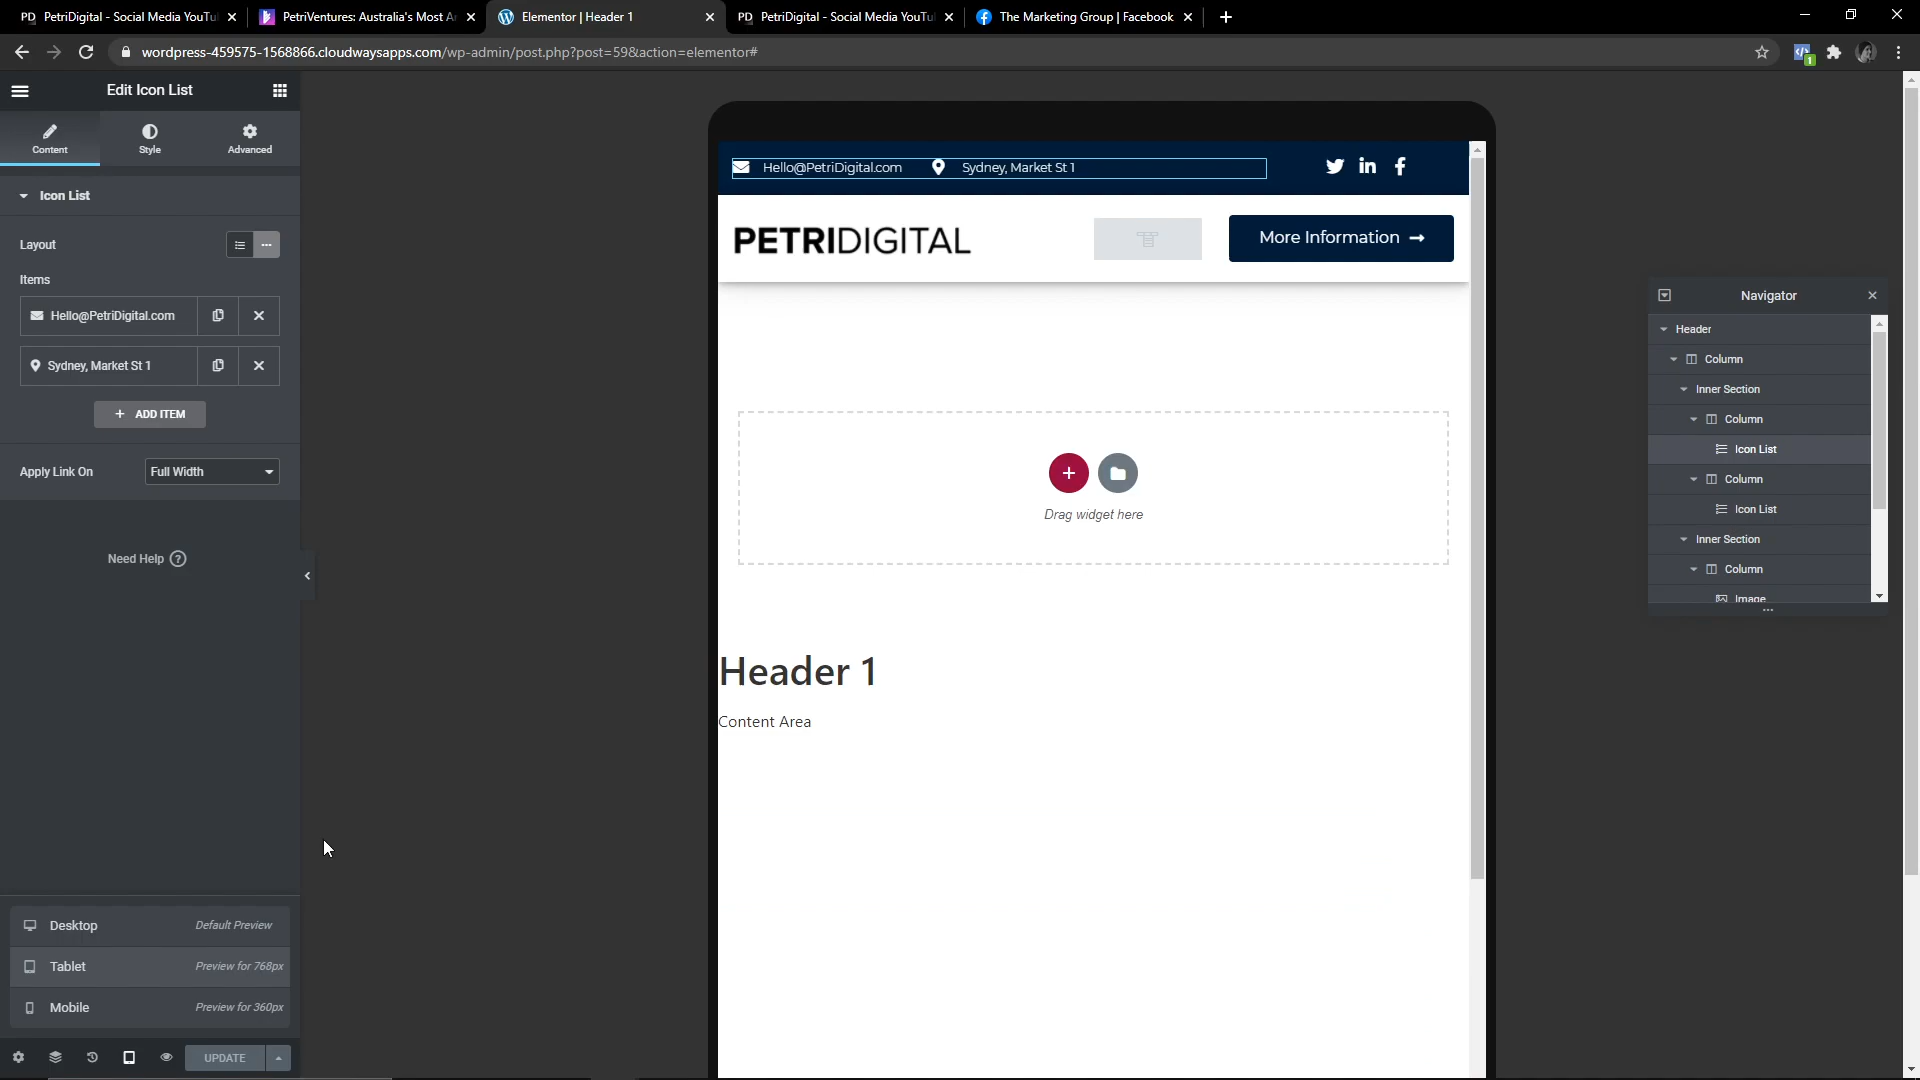 PD PetriDigital - Social Media YouTu
PetriVentures: Australia's Most A
Elementor | Header 1
PD PetriDigital - Social Media YouTu
The Marketing Group | Facebook
wordpress-459575-1568866.cloudwaysapps.com/wp-admin/post.php?post=59&action=elementor#
1
Edit Icon List
Content
Style
Advanced
Icon List
Layout
Items
Hello@PetriDigital.com
Sydney, Market St 1
+ ADD ITEM
Apply Link On
Full Width
Need Help ?
Desktop
Default Preview
Tablet
Preview for 768px
Mobile
Preview for 360px
UPDATE
Hello@PetriDigital.com
Sydney, Market St 1
PETRIDIGITAL
More Information →
Drag widget here
Header 1
Content Area
Navigator
Header
Column
Inner Section
Column
Icon List
Column
Icon List
Inner Section
Column
Image